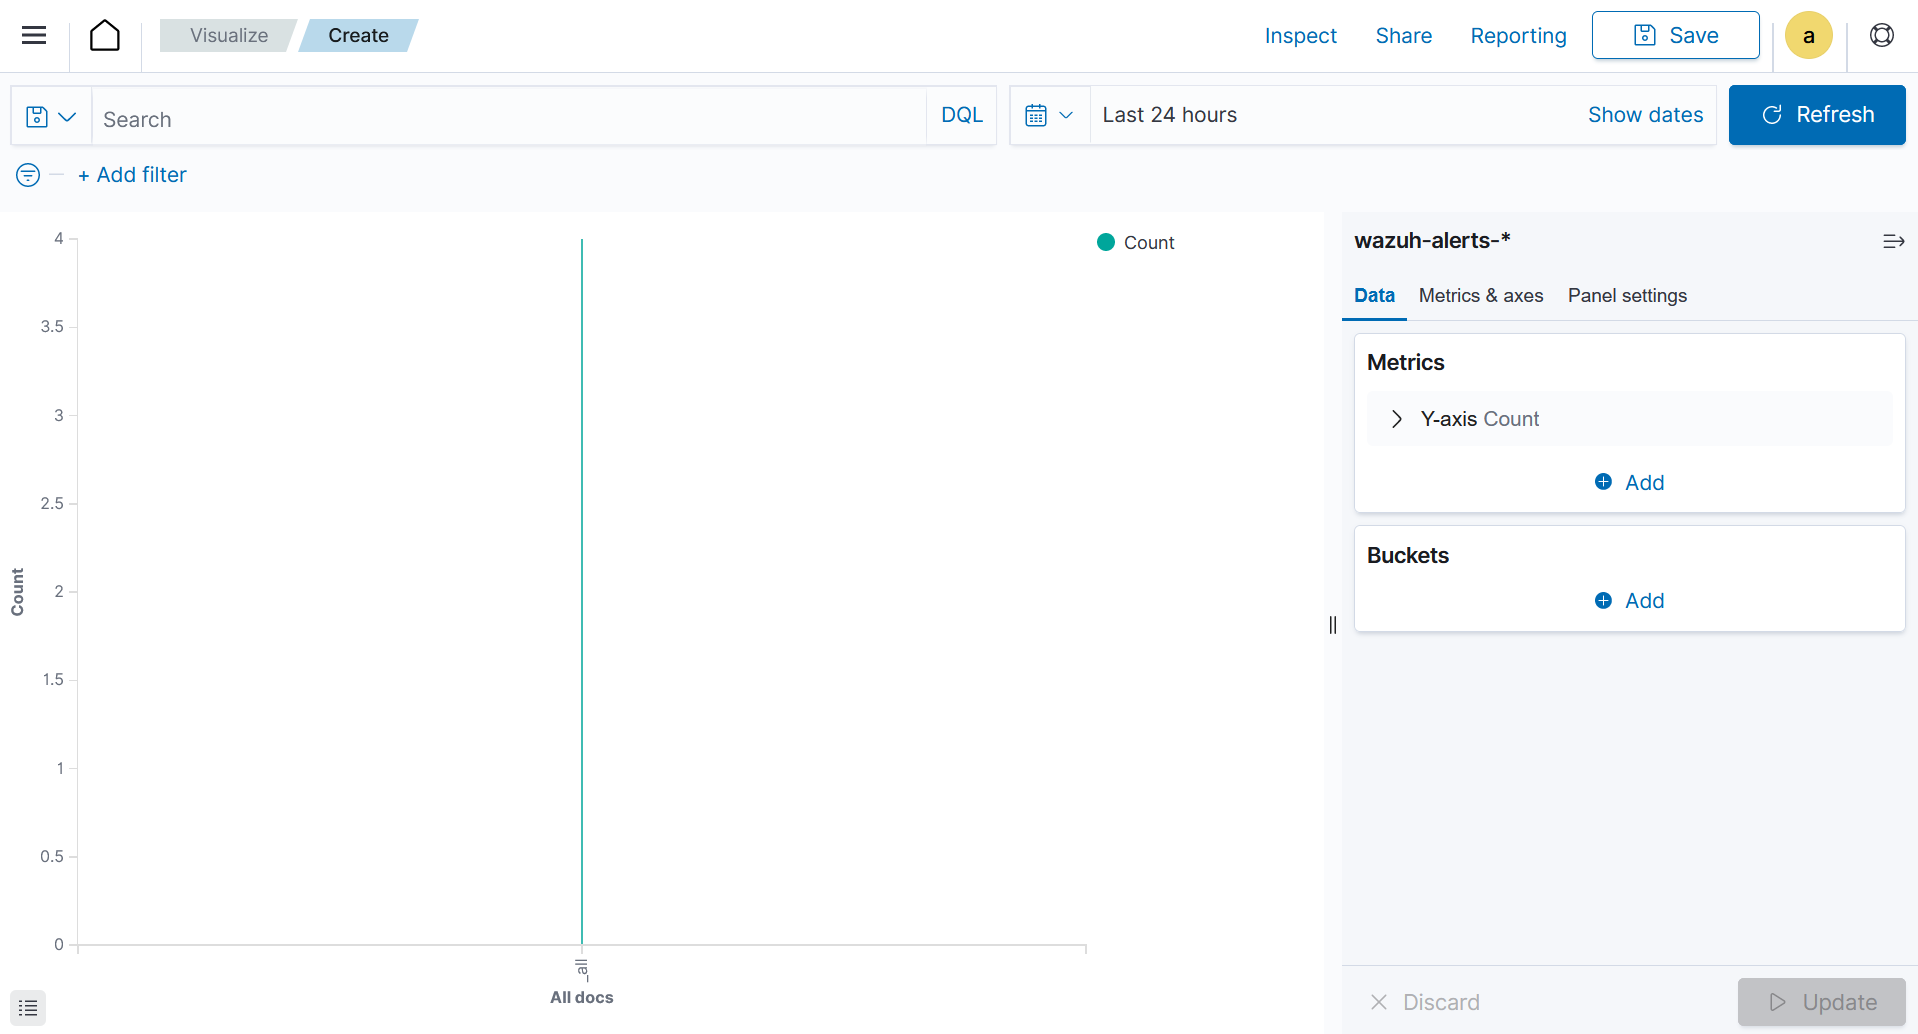 Visualize Create Inspect Share Reporting Save a
Search DQL Last 24 hours Show dates Refresh
+ Add filter
Count
4
3.5
3
2.5
2
1.5
1
0.5
0
Count
_all
All docs
wazuh-alerts-*
Data Metrics & axes Panel settings
Metrics
Y-axis Count
Add
Buckets
Add
Discard Update